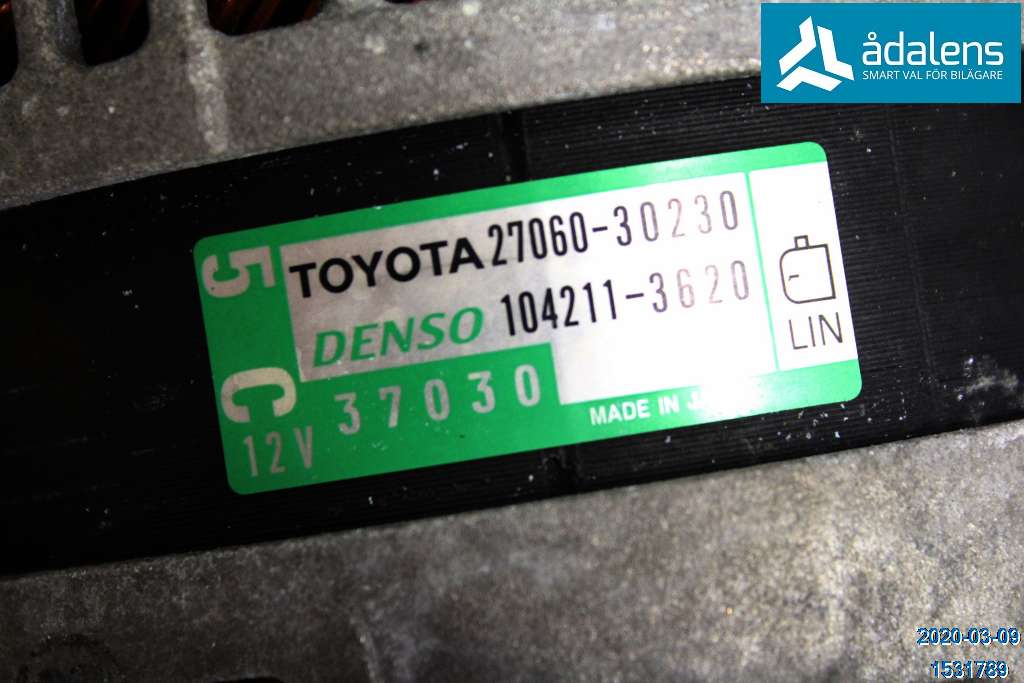 ådalens
SMART VAL FÖR BILÄGARE
5
TOYOTA 27060-30230
DENSO 104211-3620
C
37030
12V
LIN
MADE IN
2020-03-09
1531789